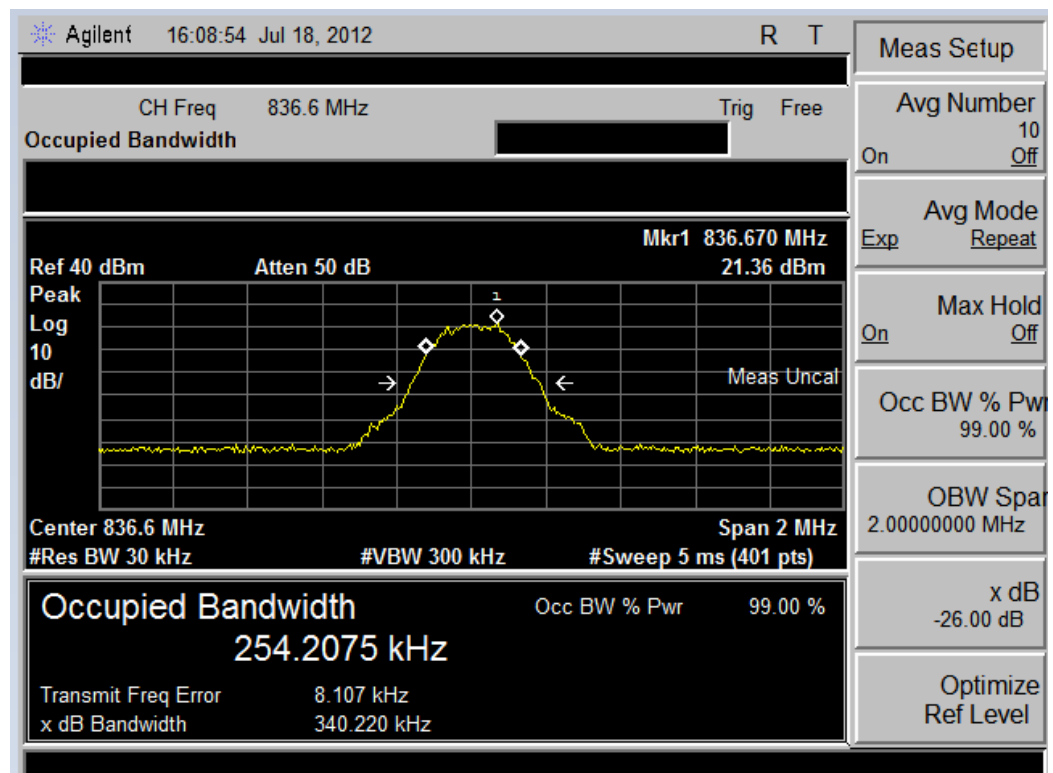 Agilent 16:08:54 Jul 18, 2012 R T
CH Freq 836.6 MHz Trig Free
Occupied Bandwidth
Mkr1 836.670 MHz
Ref 40 dBm Atten 50 dB 21.36 dBm
Peak
Log
10
dB/
1
Meas Uncal
Center 836.6 MHz Span 2 MHz
#Res BW 30 kHz #VBW 300 kHz #Sweep 5 ms (401 pts)
Occupied Bandwidth Occ BW % Pwr 99.00 %
254.2075 kHz
Transmit Freq Error 8.107 kHz
x dB Bandwidth 340.220 kHz
Meas Setup
Avg Number
10
On Off
Avg Mode
Exp Repeat
Max Hold
On Off
Occ BW % Pwr
99.00 %
OBW Span
2.00000000 MHz
x dB
-26.00 dB
Optimize
Ref Level